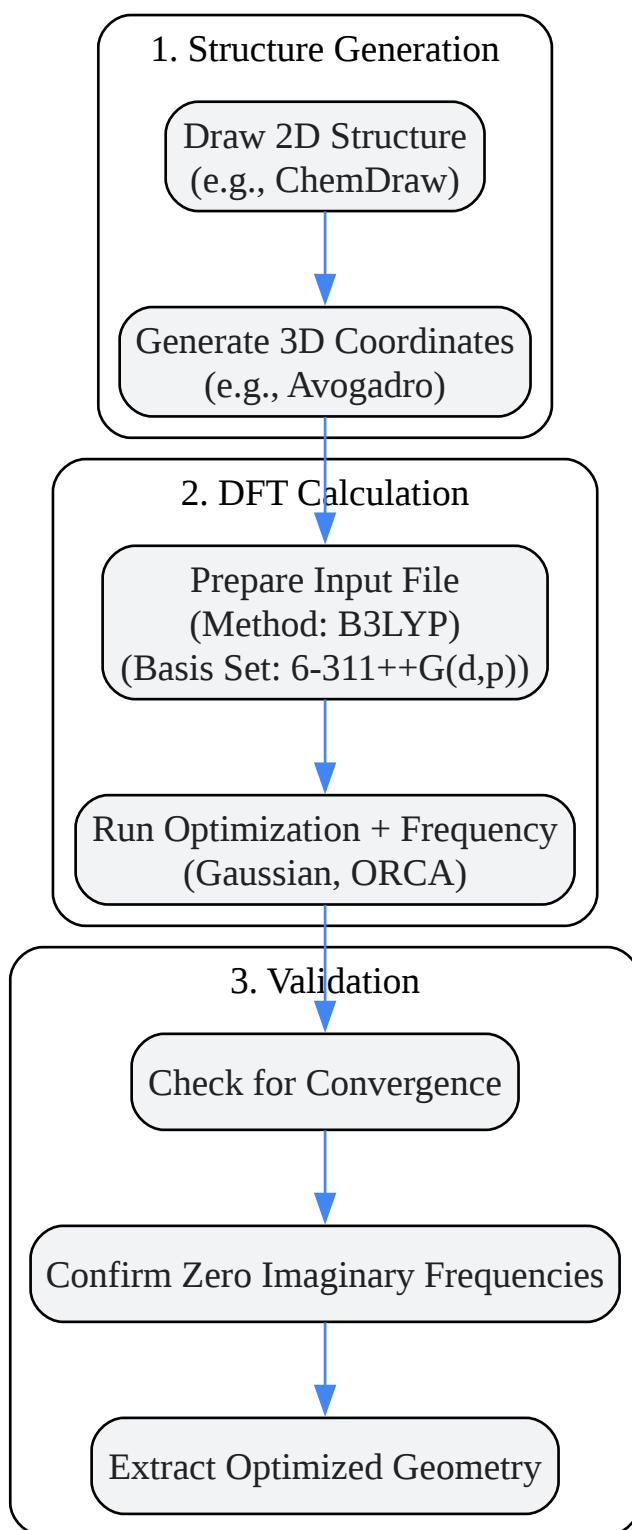 1. Structure Generation
Draw 2D Structure
(e.g., ChemDraw)
Generate 3D Coordinates
(e.g., Avogadro)
2. DFT Calculation
Prepare Input File
(Method: B3LYP)
(Basis Set: 6-311++G(d,p))
Run Optimization + Frequency
(Gaussian, ORCA)
3. Validation
Check for Convergence
Confirm Zero Imaginary Frequencies
Extract Optimized Geometry